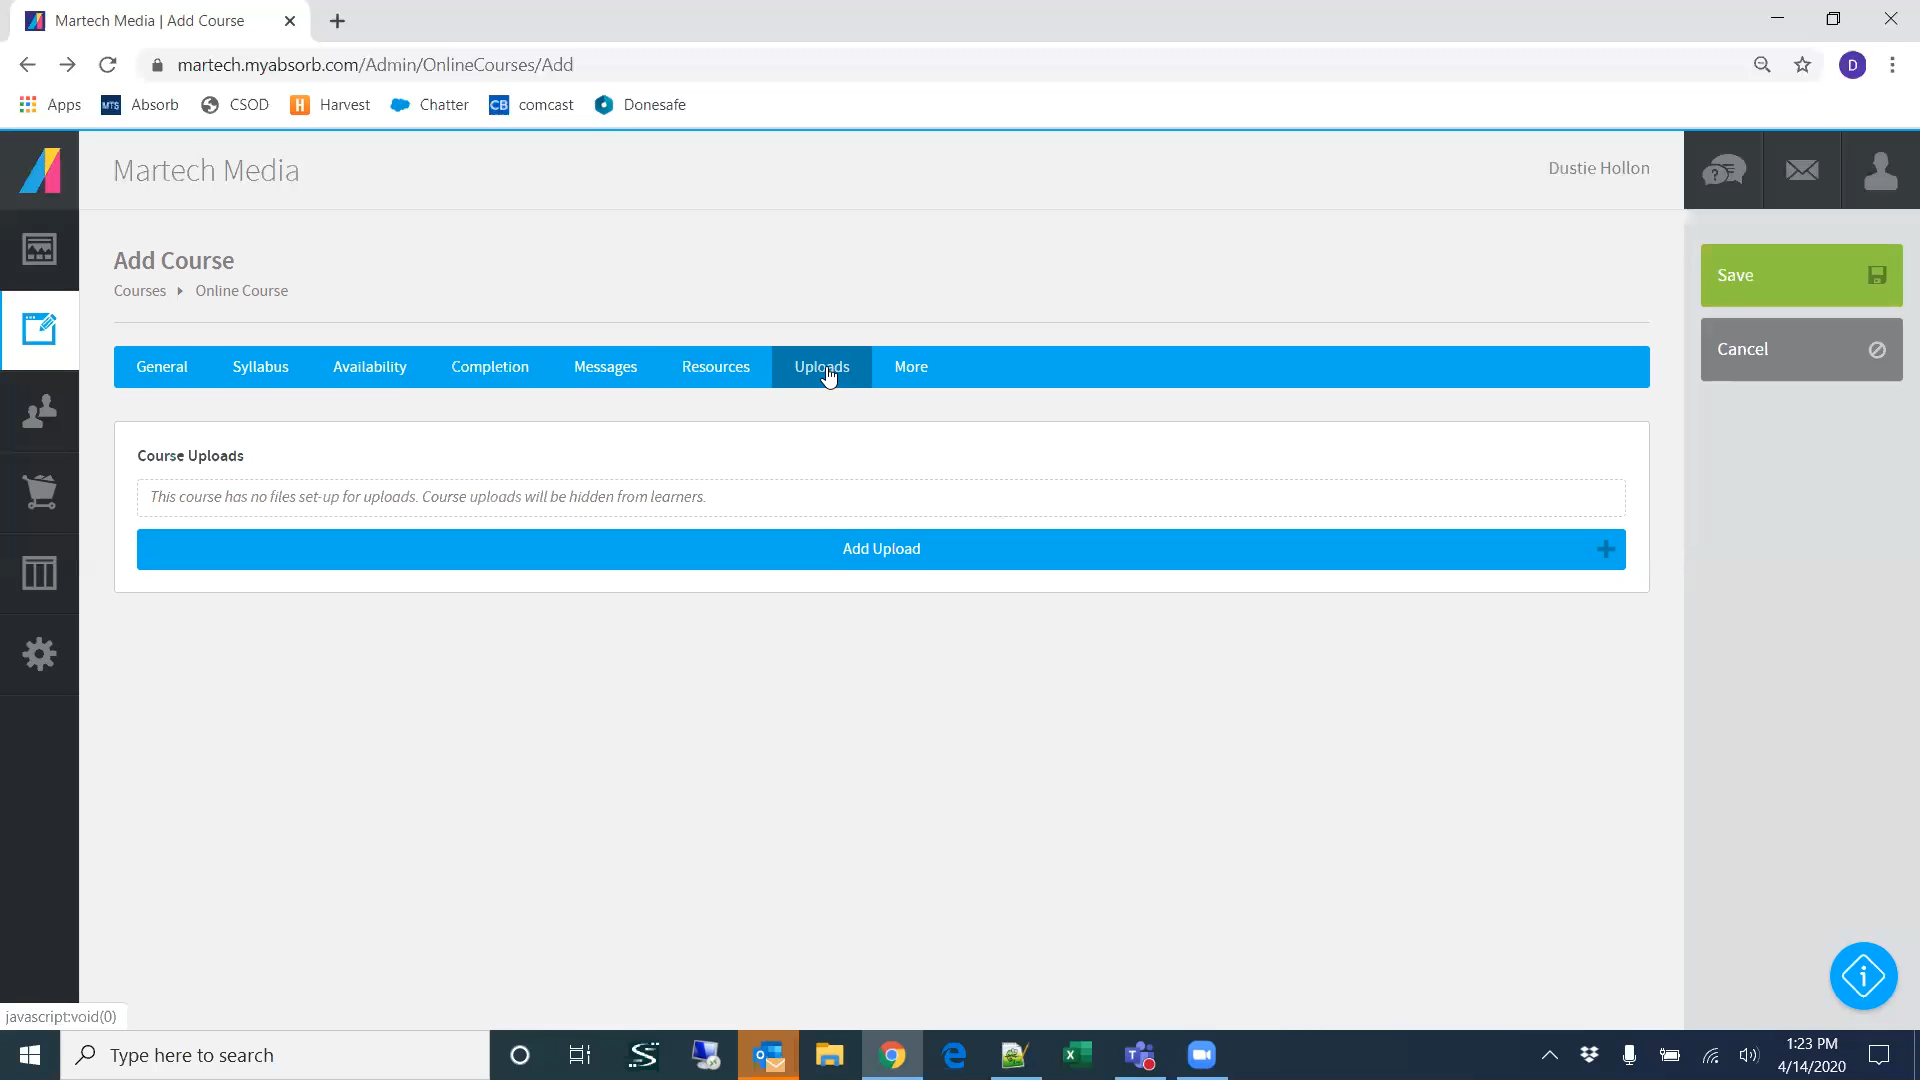 Martech Media | Add Course
martech.myabsorb.com/Admin/OnlineCourses/Add
D
Apps
MTS Absorb
CSOD
H Harvest
Chatter
CB comcast
Donesafe
Martech Media
Dustie Hollon
Add Course
Courses
Online Course
Save
Cancel
General
Syllabus
Availability
Completion
Messages
Resources
Uploads
More
Course Uploads
This course has no files set-up for uploads. Course uploads will be hidden from learners.
Add Upload
javascript:void(0)
Type here to search
1:23 PM
4/14/2020